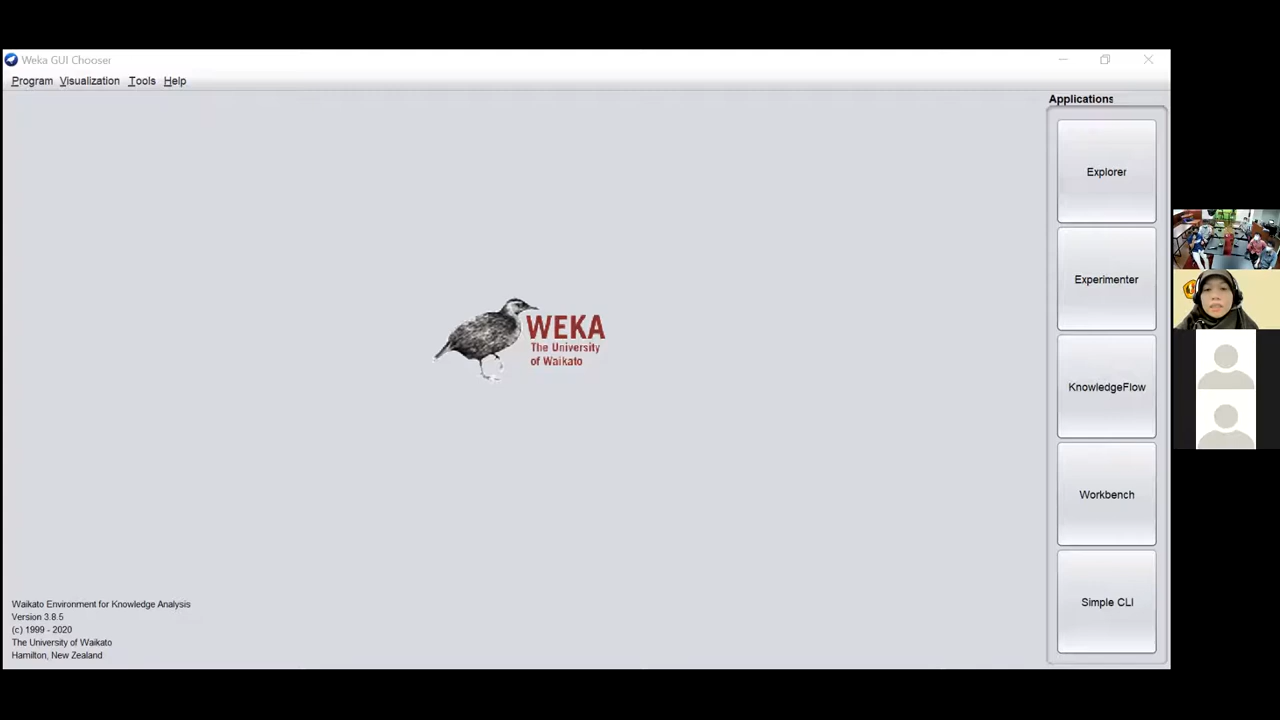 Weka GUI Chooser
Program Visualization Tools Help
Applications
Explorer
Experimenter
KnowledgeFlow
Workbench
Simple CLI
WEKA
The University
of Waikato
Waikato Environment for Knowledge Analysis
Version 3.8.5
(c) 1999 - 2020
The University of Waikato
Hamilton, New Zealand